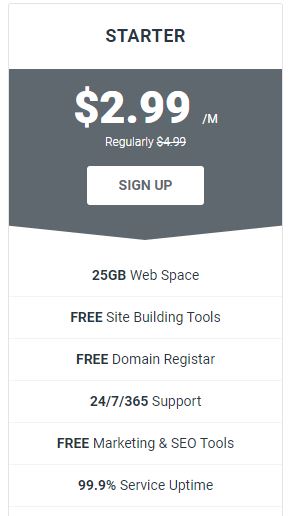 STARTER
$2.99 /M
Regularly $4.99
SIGN UP
25GB Web Space
FREE Site Building Tools
FREE Domain Registar
24/7/365 Support
FREE Marketing & SEO Tools
99.9% Service Uptime